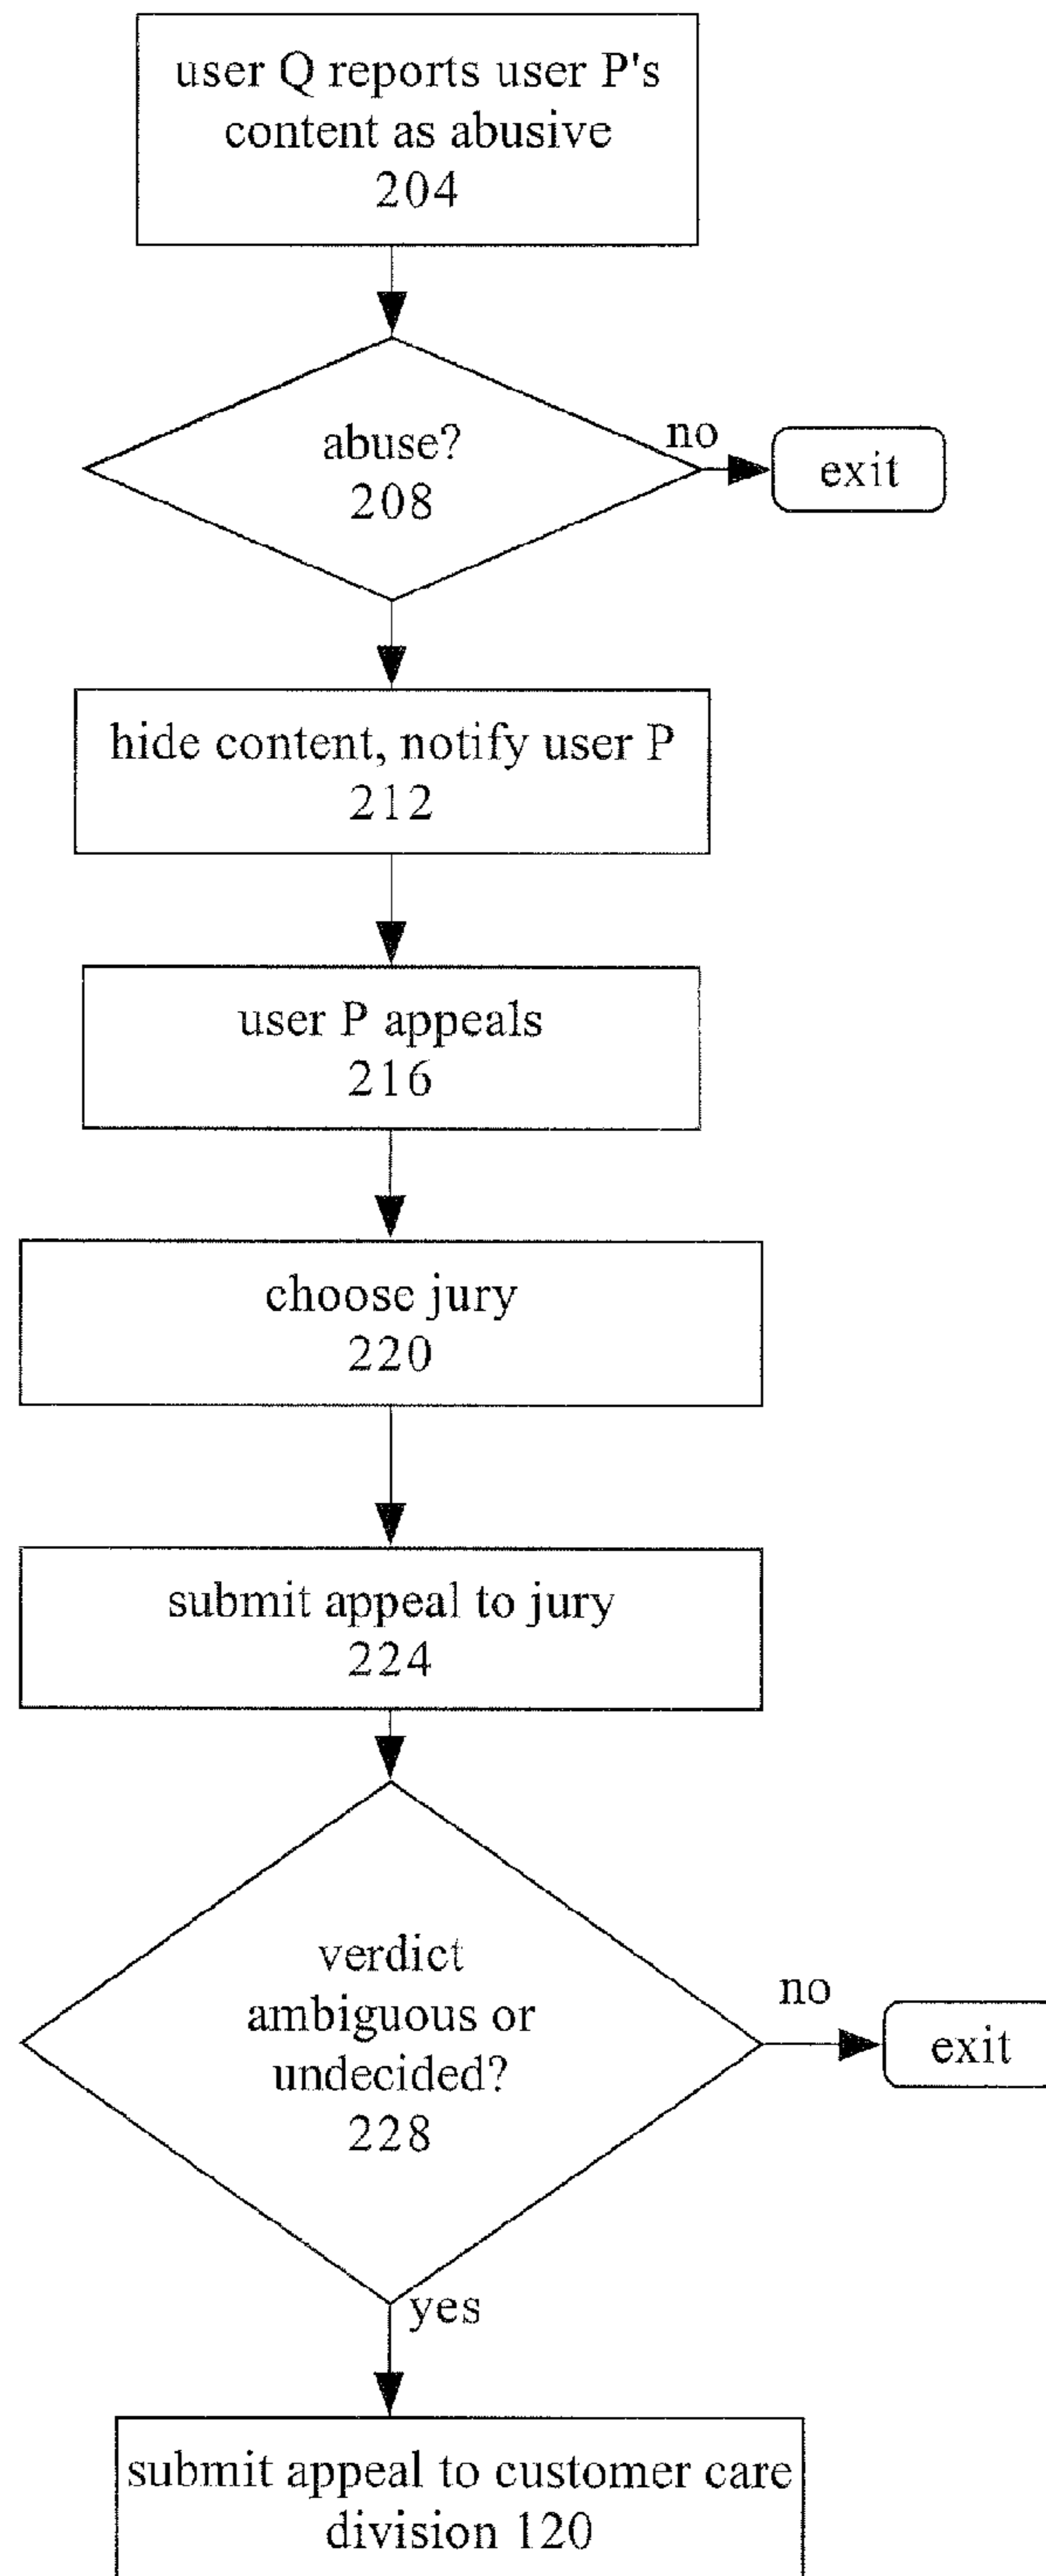 user Q reports user P's
content as abusive
204
abuse?
208
no
exit
hide content, notify user P
212
user P appeals
216
choose jury
220
submit appeal to jury
224
verdict
ambiguous or
undecided?
228
no
exit
yes
submit appeal to customer care
division 120